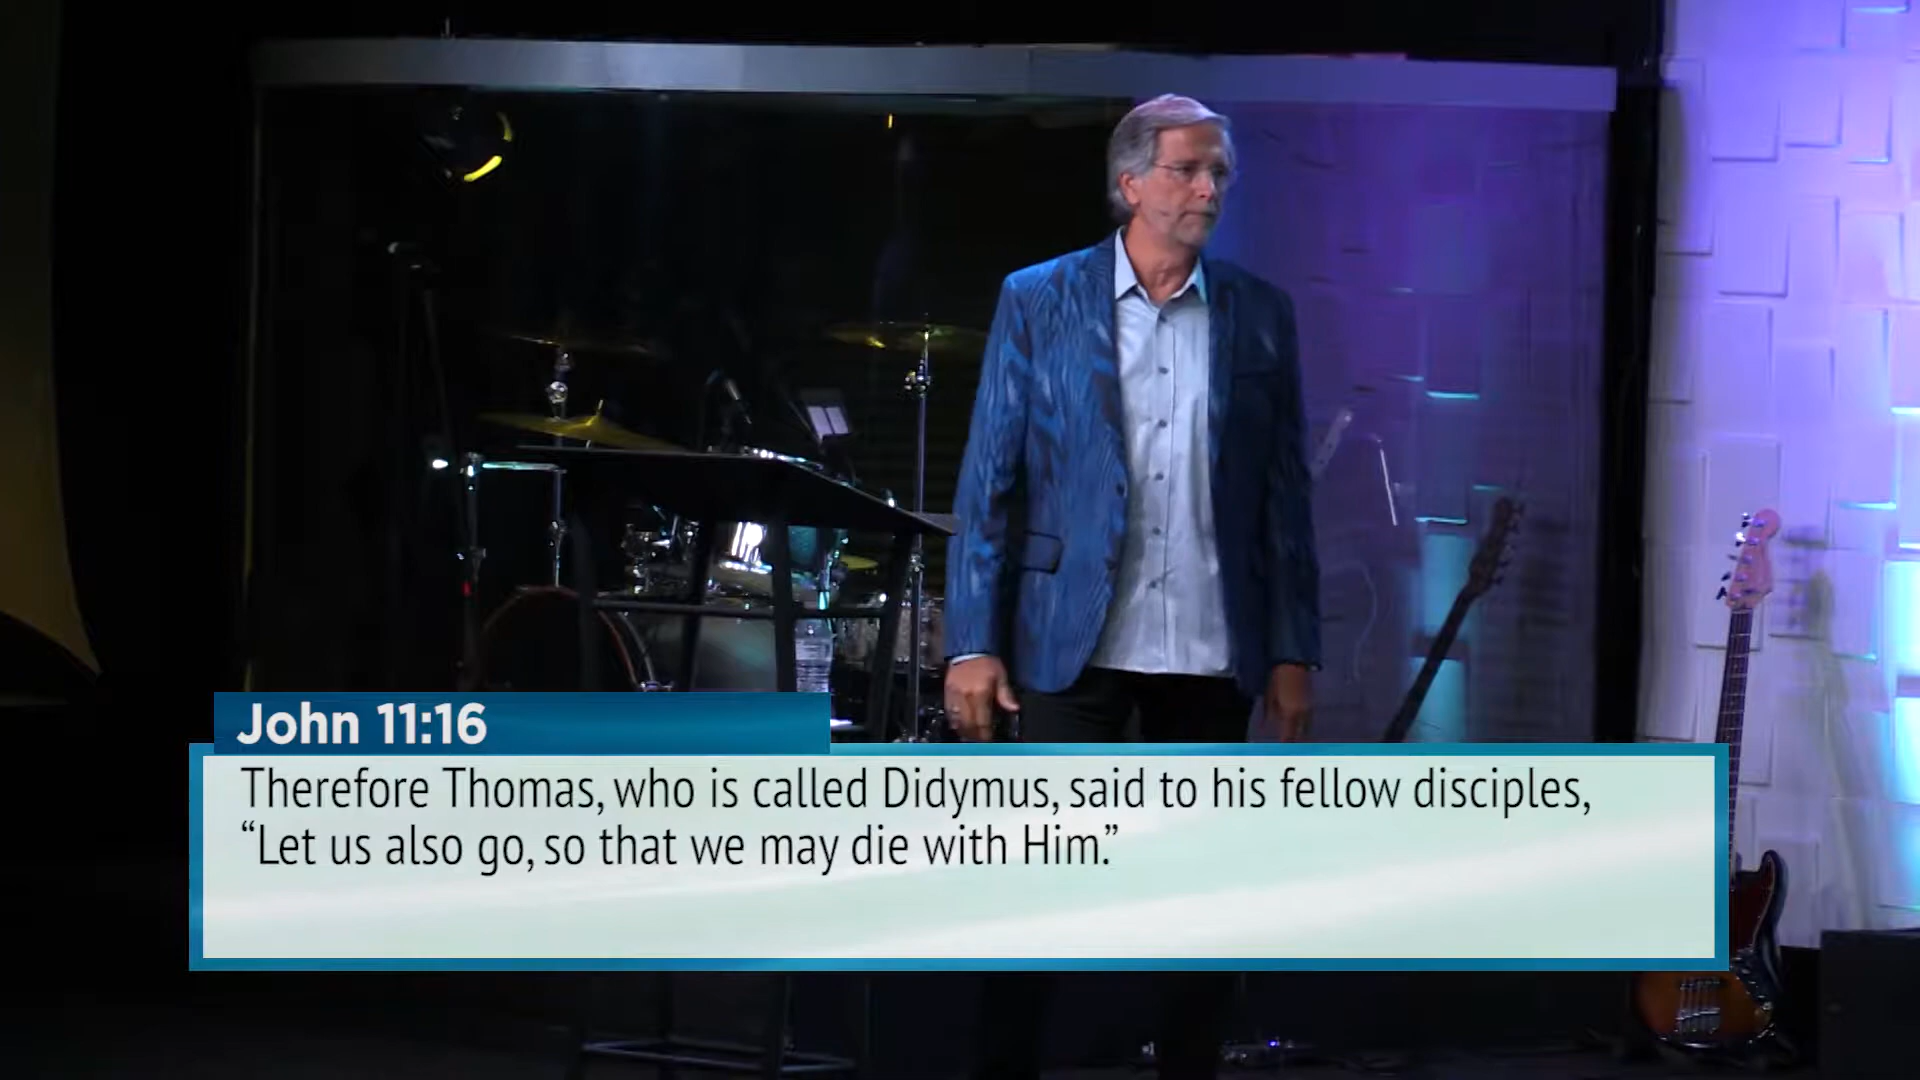 John 11:16
Therefore Thomas, who is called Didymus, said to his fellow disciples,
“Let us also go, so that we may die with Him.”